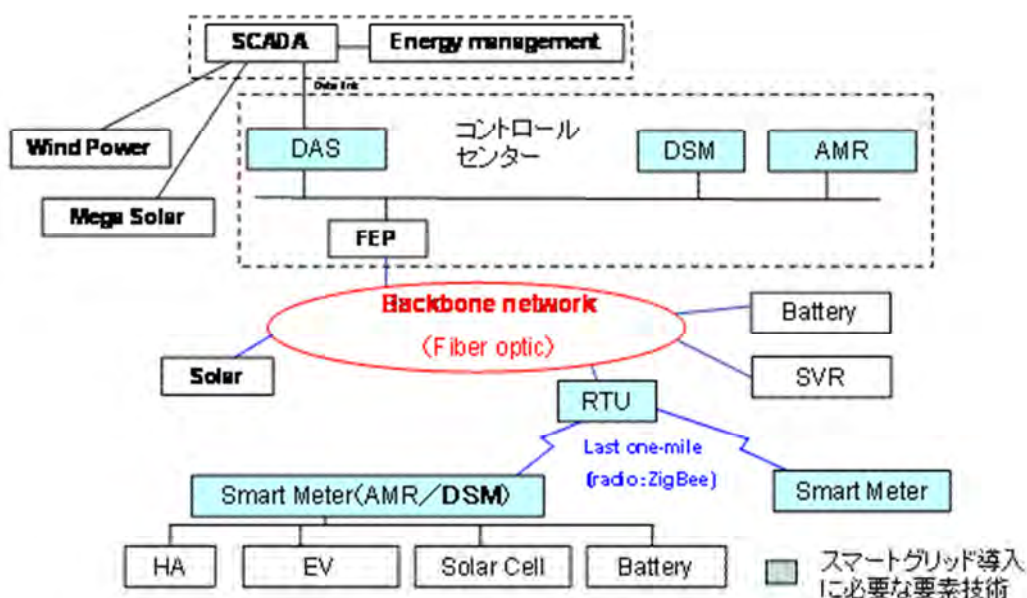 SCADA
Energy management
Data link
Wind Power
Mega Solar
コントロール
センター
DAS
DSM
AMR
FEP
Backbone network
（Fiber optic）
Battery
SVR
Solar
RTU
Last one-mile
(radio:ZigBee)
Smart Meter(AMR／DSM)
Smart Meter
HA
EV
Solar Cell
Battery
スマートグリッド導入
に必要な要素技術